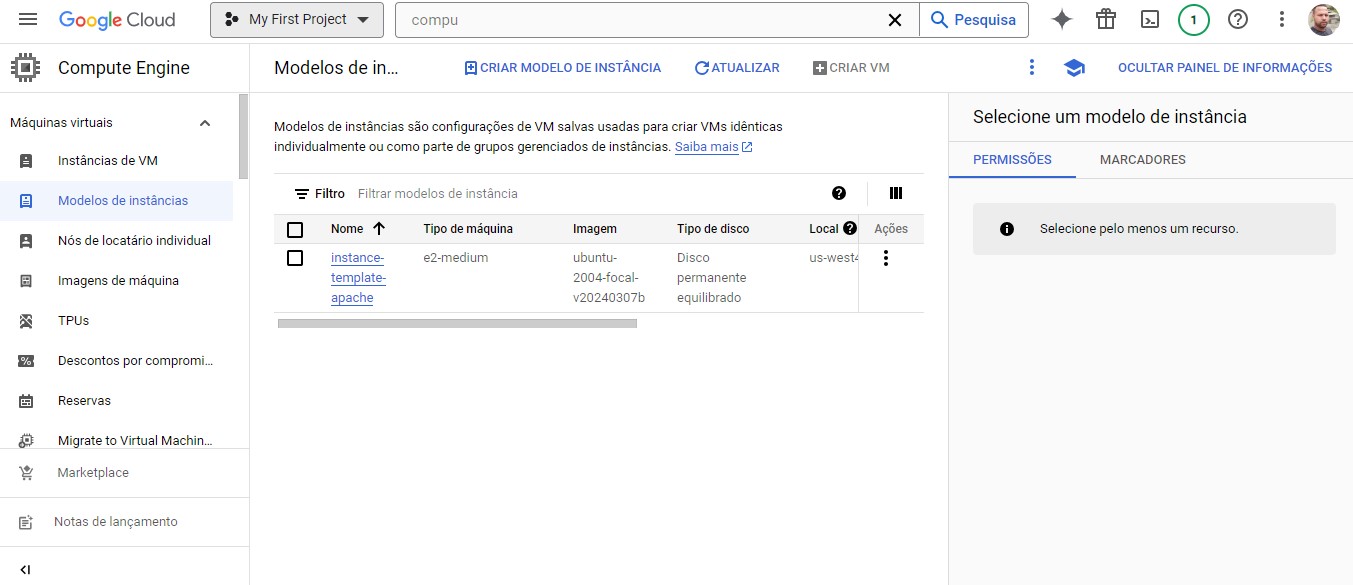 Google Cloud
My First Project
compu
Pesquisa
1
Compute Engine
Modelos de in...
CRIAR MODELO DE INSTÂNCIA
ATUALIZAR
CRIAR VM
OCULTAR PAINEL DE INFORMAÇÕES
Máquinas virtuais
Instâncias de VM
Modelos de instâncias
Nós de locatário individual
Imagens de máquina
TPUs
Descontos por compromi...
Reservas
Migrate to Virtual Machin...
Marketplace
Notas de lançamento
Modelos de instâncias são configurações de VM salvas usadas para criar VMs idênticas
individualmente ou como parte de grupos gerenciados de instâncias. Saiba mais
Filtro Filtrar modelos de instância
Nome Tipo de máquina Imagem Tipo de disco Local Ações
instance- e2-medium ubuntu- Disco us-west4
template- 2004-focal- permanente
apache v20240307b equilibrado
Selecione um modelo de instância
PERMISSÕES MARCADORES
Selecione pelo menos um recurso.